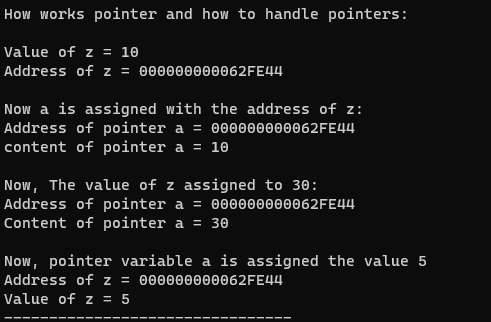 How works pointer and how to handle pointers:
Value of z = 10
Address of z = 000000000062FE44
Now a is assigned with the address of z:
Address of pointer a = 000000000062FE44
content of pointer a = 10
Now, The value of z assigned to 30:
Address of pointer a = 000000000062FE44
Content of pointer a = 30
Now, pointer variable a is assigned the value 5
Address of z = 000000000062FE44
Value of z = 5
--------------------------------